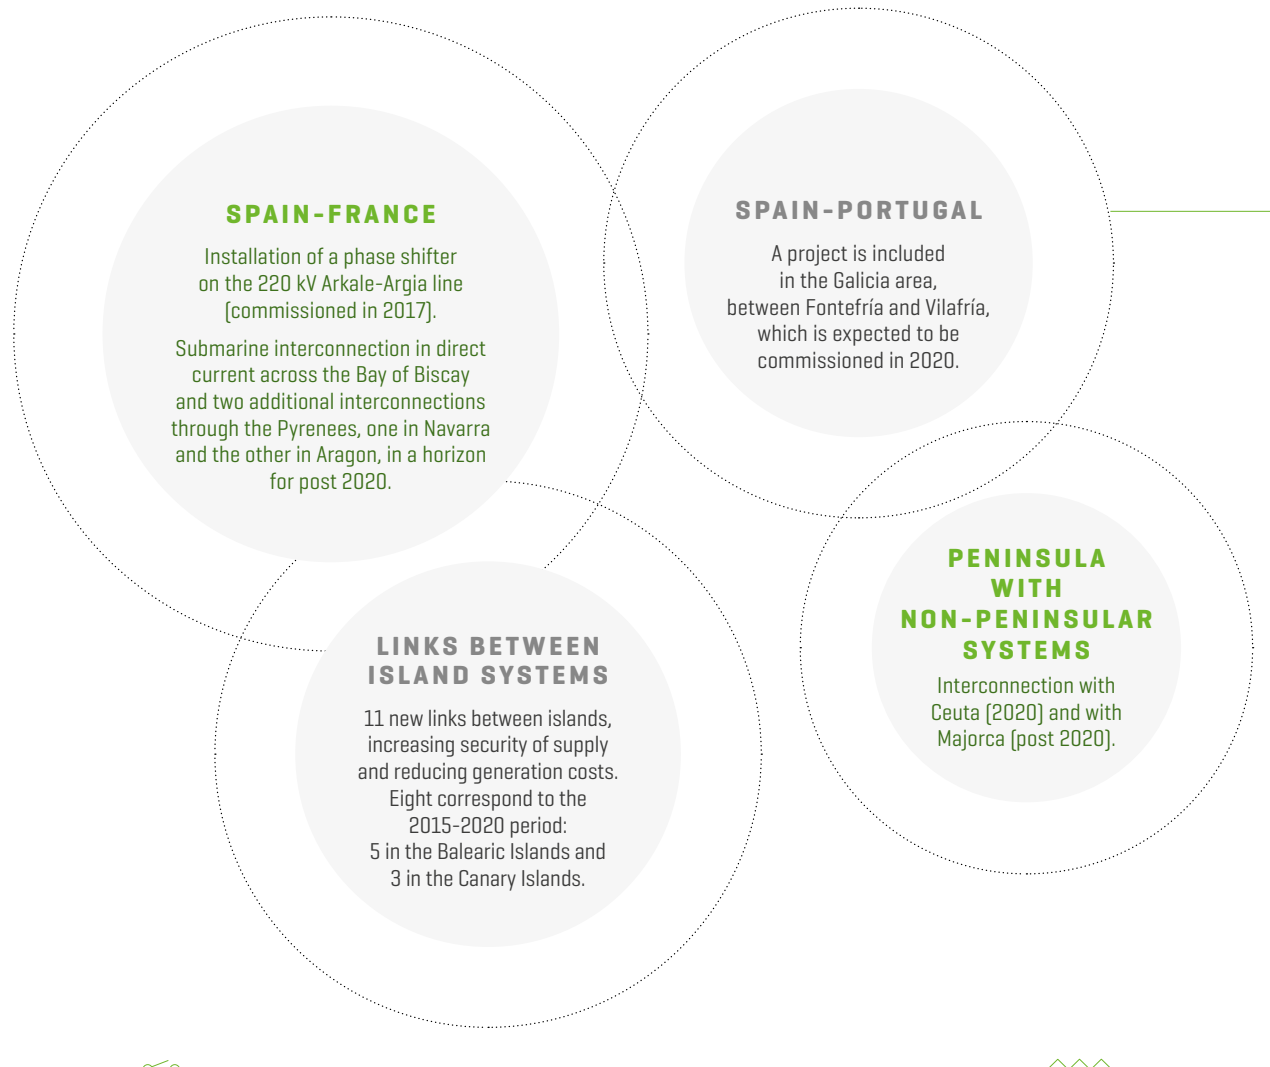 SPAIN-FRANCE
Installation of a phase shifter
on the 220 kV Arkale-Argia line
(commissioned in 2017).
Submarine interconnection in direct
current across the Bay of Biscay
and two additional interconnections
through the Pyrenees, one in Navarra
and the other in Aragon, in a horizon
for post 2020.
SPAIN-PORTUGAL
A project is included
in the Galicia area,
between Fontefría and Vilafría,
which is expected to be
commissioned in 2020.
LINKS BETWEEN
ISLAND SYSTEMS
11 new links between islands,
increasing security of supply
and reducing generation costs.
Eight correspond to the
2015-2020 period:
5 in the Balearic Islands and
3 in the Canary Islands.
PENINSULA
WITH
NON-PENINSULAR
SYSTEMS
Interconnection with
Ceuta (2020) and with
Majorca (post 2020).